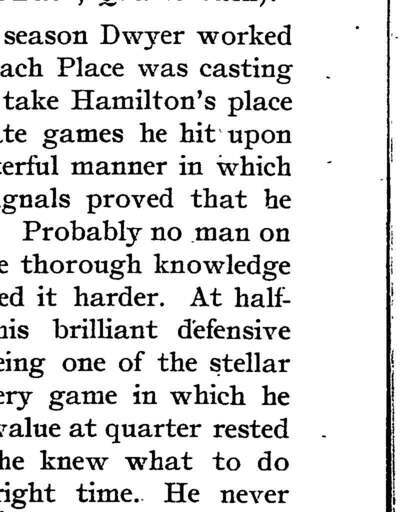 season Dwyer worked
ach Place was casting
take Hamilton's place
ate games he hit upon
terful manner in which
ignals proved that he
Probably no man on
e thorough knowledge
ed it harder. At half-
his brilliant defensive
eing one of the stellar
ery game in which he
value at quarter rested
he knew what to do
right time. He never